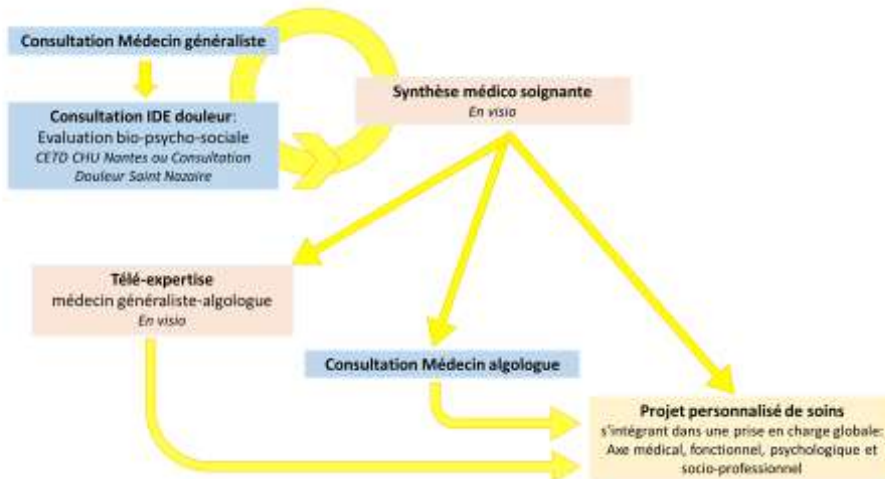 Consultation Médecin généraliste
Consultation IDE douleur:
Evaluation bio-psycho-sociale
CETD CHU Nantes ou Consultation
Douleur Saint Nazaire
Synthèse médico soignante
En visio
Télé-expertise
médecin généraliste-algologue
En visio
Consultation Médecin algologue
Projet personnalisé de soins
s'intégrant dans une prise en charge globale:
Axe médical, fonctionnel, psychologique et
socio-professionnel